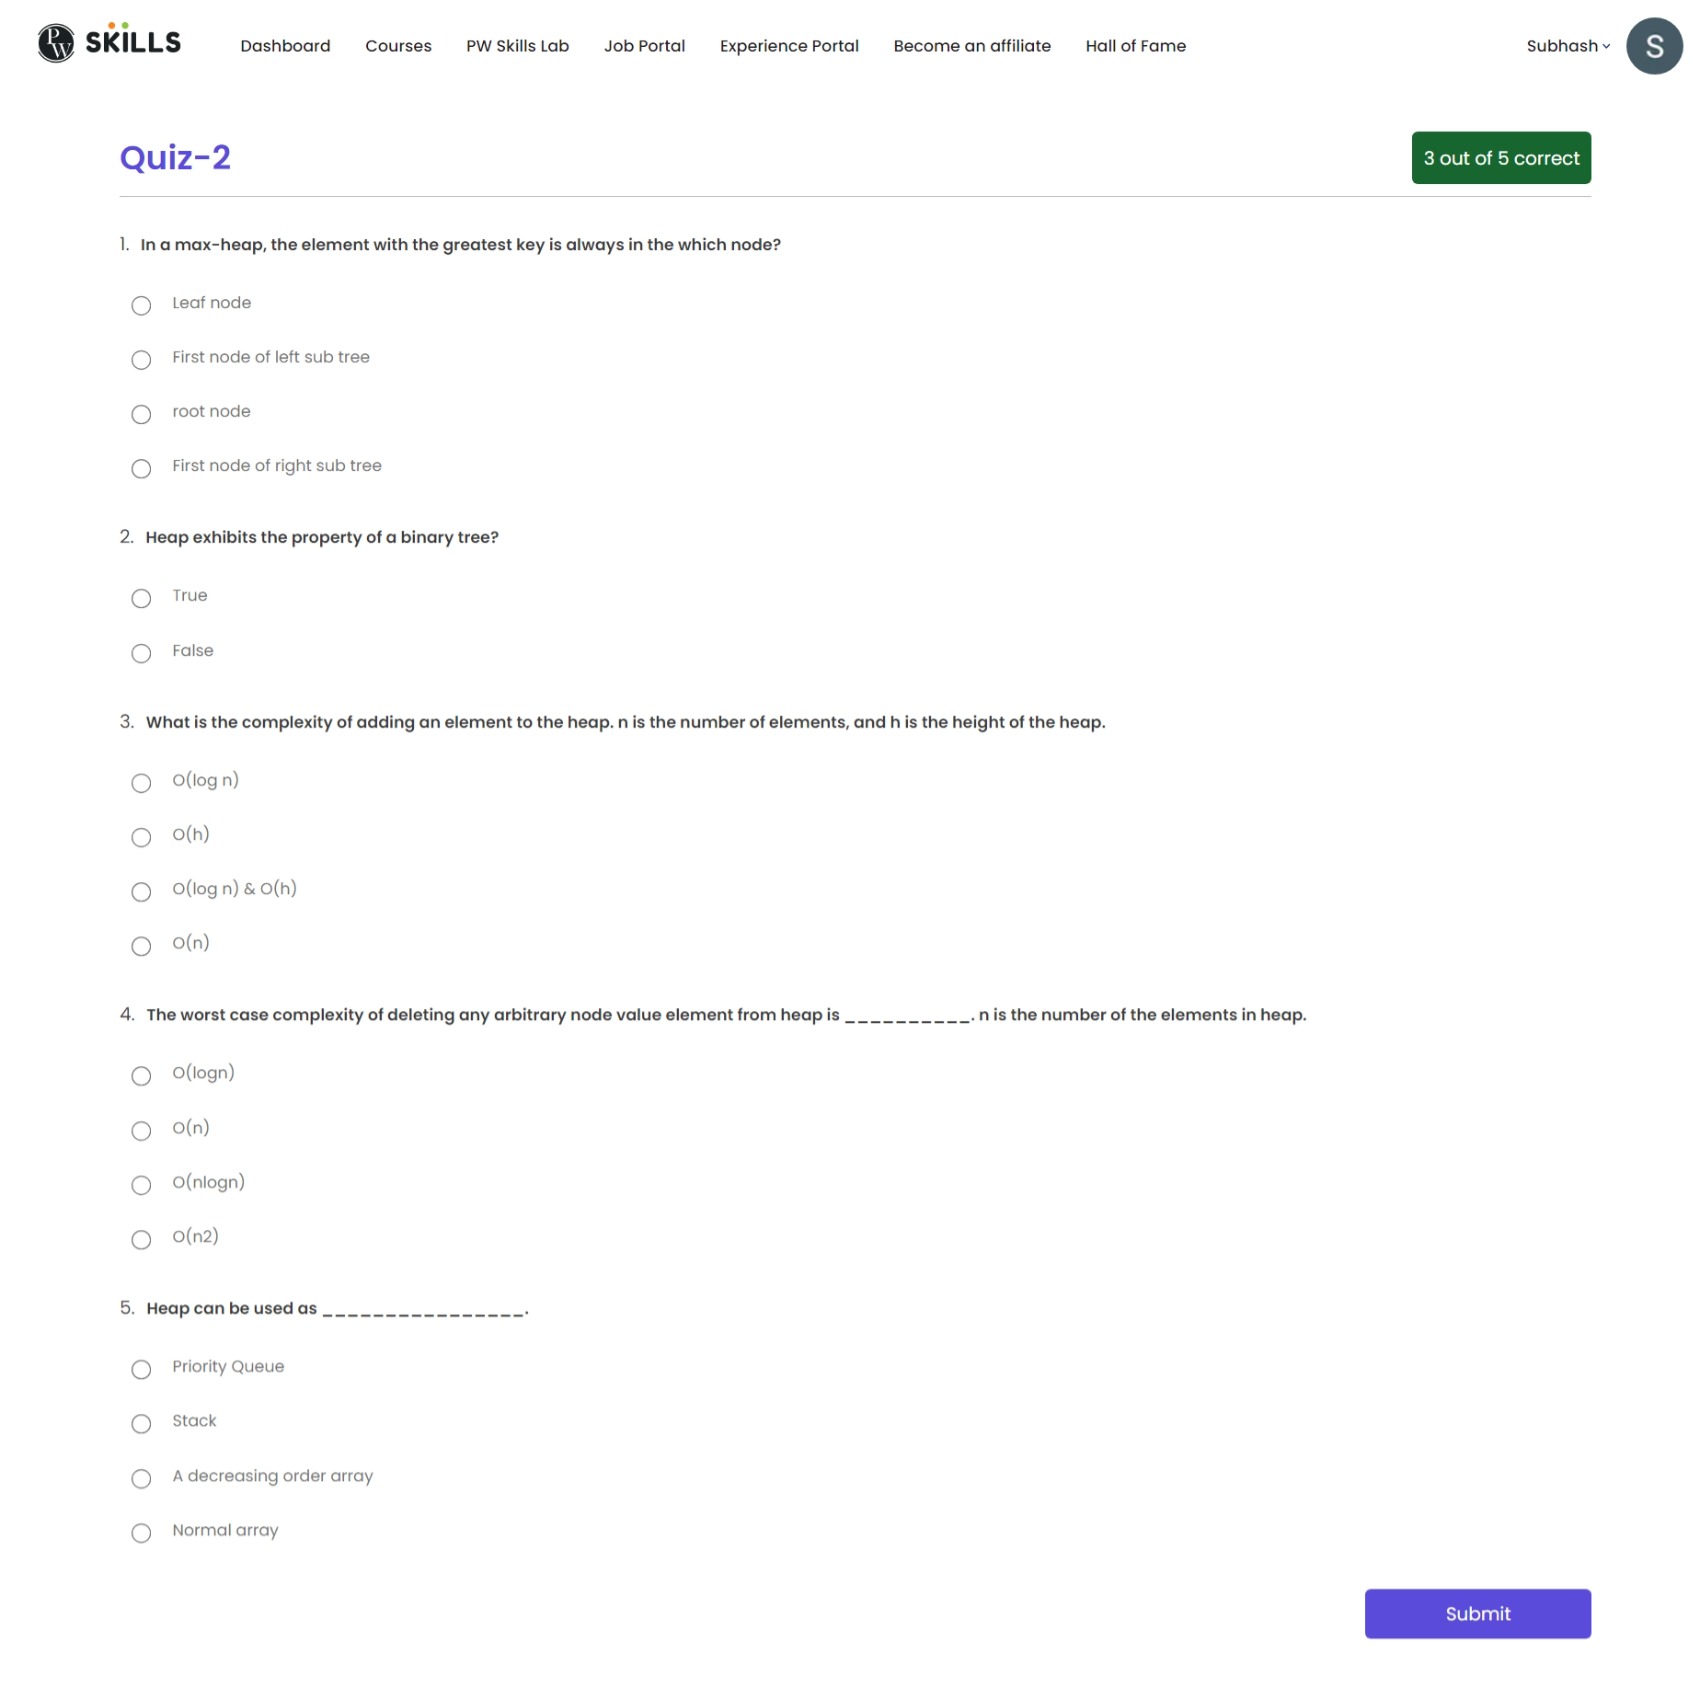 PW SKILLS Dashboard Courses PW Skills Lab Job Portal Experience Portal Become an affiliate Hall of Fame Subhash S
Quiz-2 3 out of 5 correct
1. In a max-heap, the element with the greatest key is always in the which node?
Leaf node
First node of left sub tree
root node
First node of right sub tree
2. Heap exhibits the property of a binary tree?
True
False
3. What is the complexity of adding an element to the heap. n is the number of elements, and h is the height of the heap.
O(log n)
O(h)
O(log n) & O(h)
O(n)
4. The worst case complexity of deleting any arbitrary node value element from heap is __________. n is the number of the elements in heap.
O(logn)
O(n)
O(nlogn)
O(n2)
5. Heap can be used as ________________.
Priority Queue
Stack
A decreasing order array
Normal array
Submit